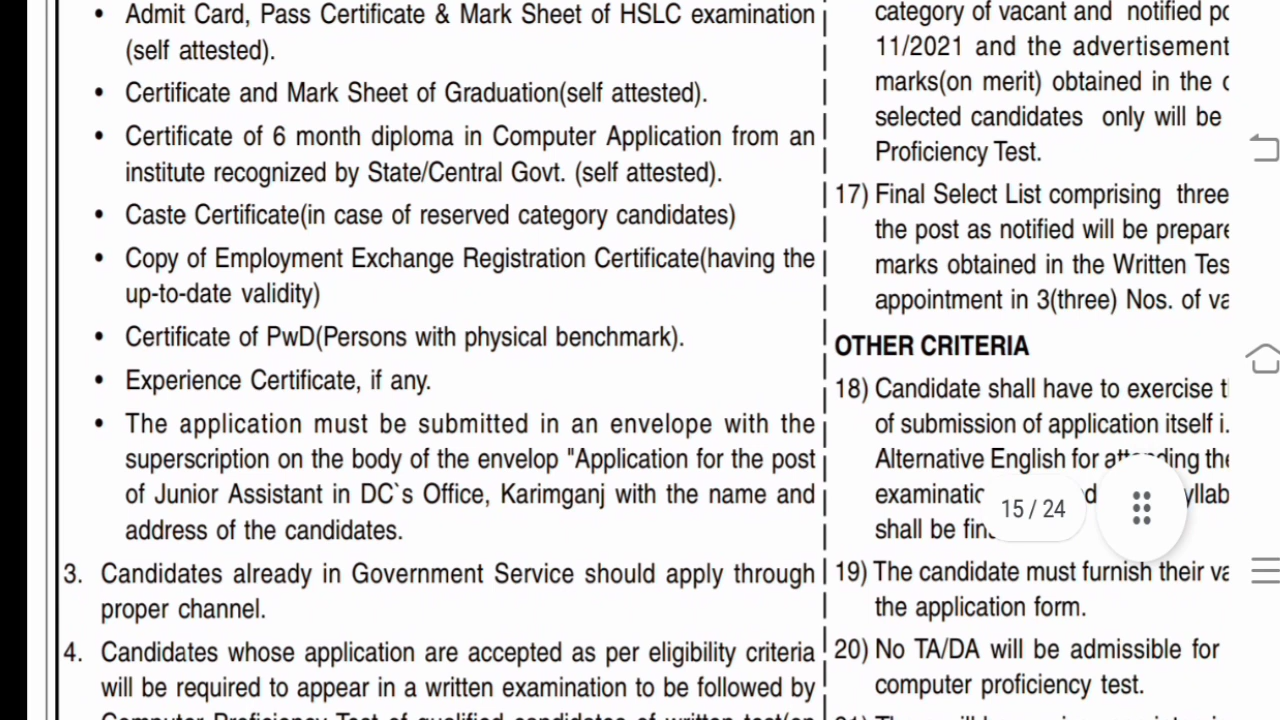 • Admit Card, Pass Certificate & Mark Sheet of HSLC examination
(self attested).
• Certificate and Mark Sheet of Graduation(self attested).
• Certificate of 6 month diploma in Computer Application from an
institute recognized by State/Central Govt. (self attested).
• Caste Certificate(in case of reserved category candidates)
• Copy of Employment Exchange Registration Certificate(having the
up-to-date validity)
• Certificate of PwD(Persons with physical benchmark).
• Experience Certificate, if any.
• The application must be submitted in an envelope with the
superscription on the body of the envelop "Application for the post
of Junior Assistant in DC`s Office, Karimganj with the name and
address of the candidates.
3. Candidates already in Government Service should apply through
proper channel.
4. Candidates whose application are accepted as per eligibility criteria
will be required to appear in a written examination to be followed by
Computer Proficiency Test of qualified candidates of written test(on
category of vacant and notified
11/2021 and the advertisement
marks(on merit) obtained in the
selected candidates only will be
Proficiency Test.
17) Final Select List comprising three
the post as notified will be
marks obtained in the Written
appointment in 3(three) Nos. of
OTHER CRITERIA
18) Candidate shall have to exercise
of submission of application itself
Alternative English for
shall be
19) The candidate must furnish their
the application form.
20) No TA/DA will be admissible for
computer proficiency test.
15 / 24